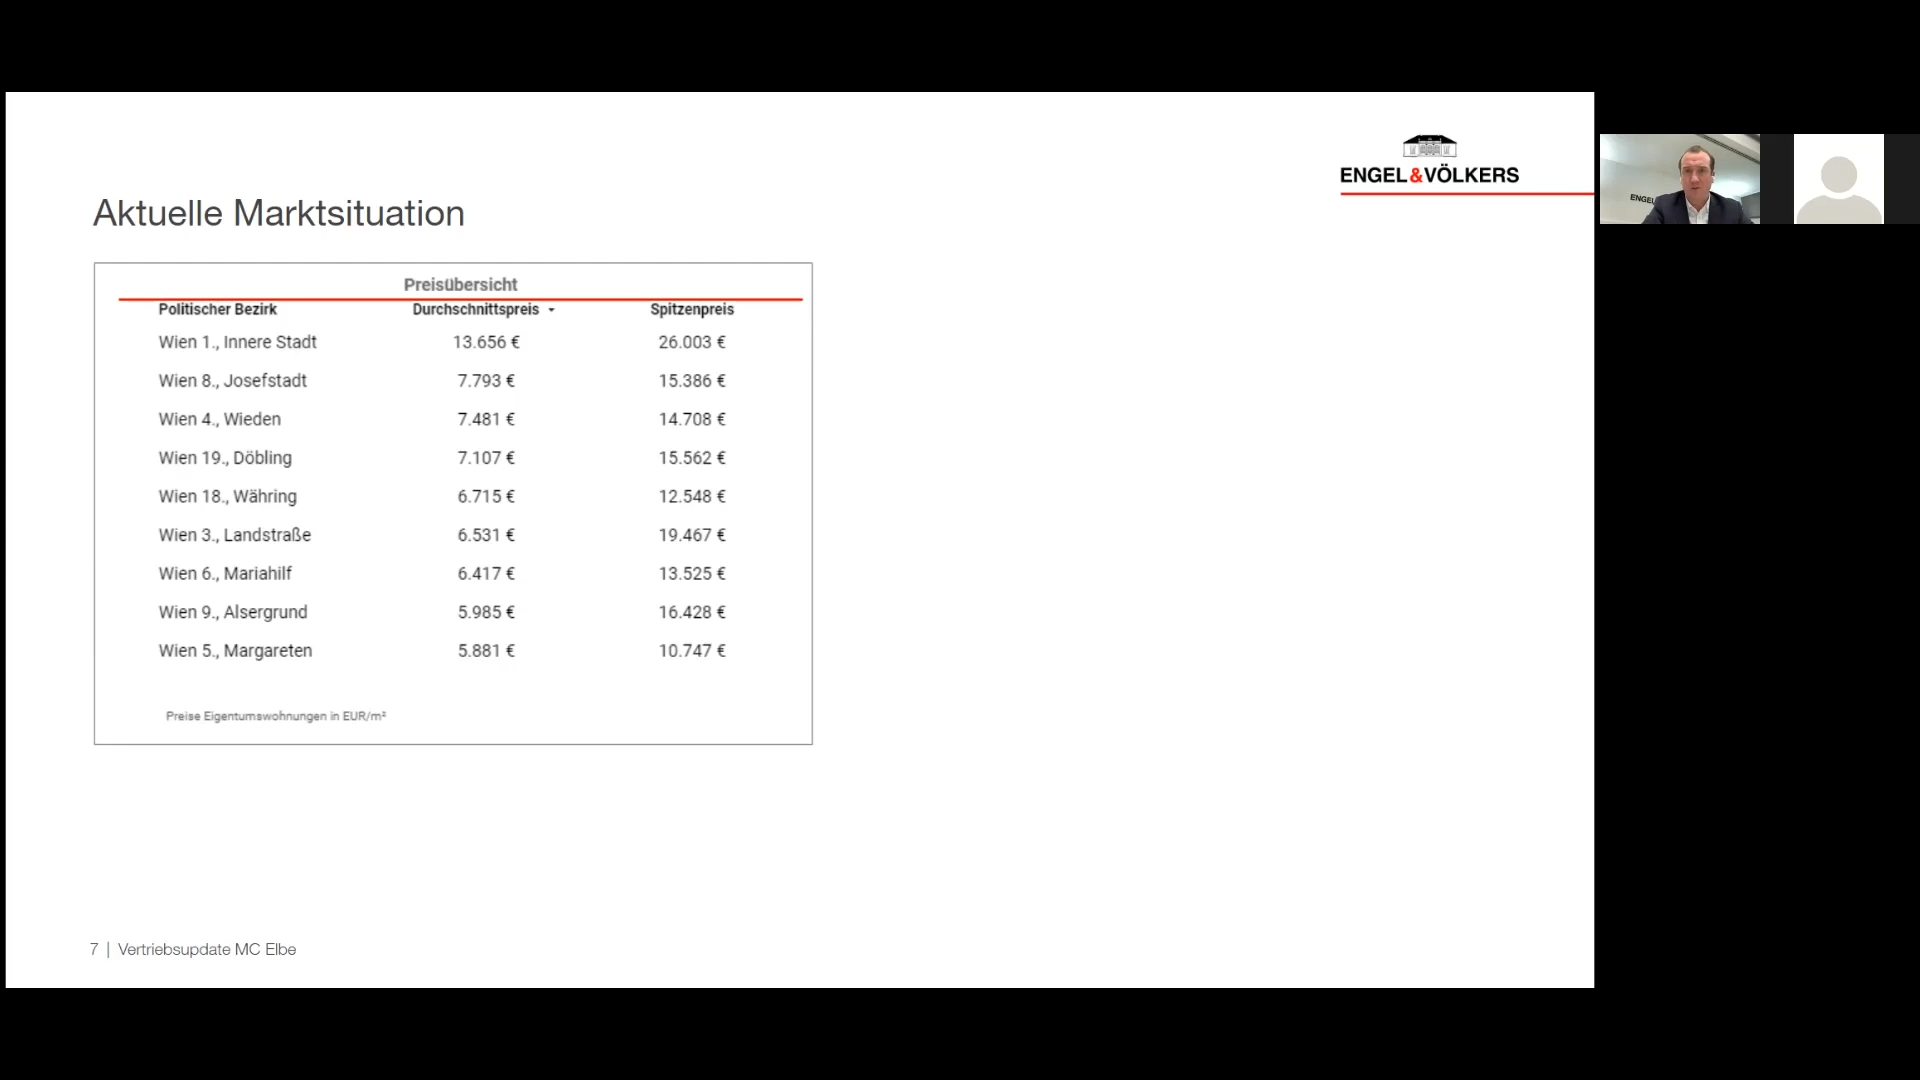 ENGEL&VÖLKERS
ENGEL
Aktuelle Marktsituation
Preisübersicht
Politischer Bezirk Durchschnittspreis Spitzenpreis
Wien 1., Innere Stadt 13.656 € 26.003 €
Wien 8., Josefstadt 7.793 € 15.386 €
Wien 4., Wieden 7.481 € 14.708 €
Wien 19., Döbling 7.107 € 15.562 €
Wien 18., Währing 6.715 € 12.548 €
Wien 3., Landstraße 6.531 € 19.467 €
Wien 6., Mariahilf 6.417 € 13.525 €
Wien 9., Alsergrund 5.985 € 16.428 €
Wien 5., Margareten 5.881 € 10.747 €
Preise Eigentumswohnungen in EUR/m²
7 | Vertriebsupdate MC Elbe